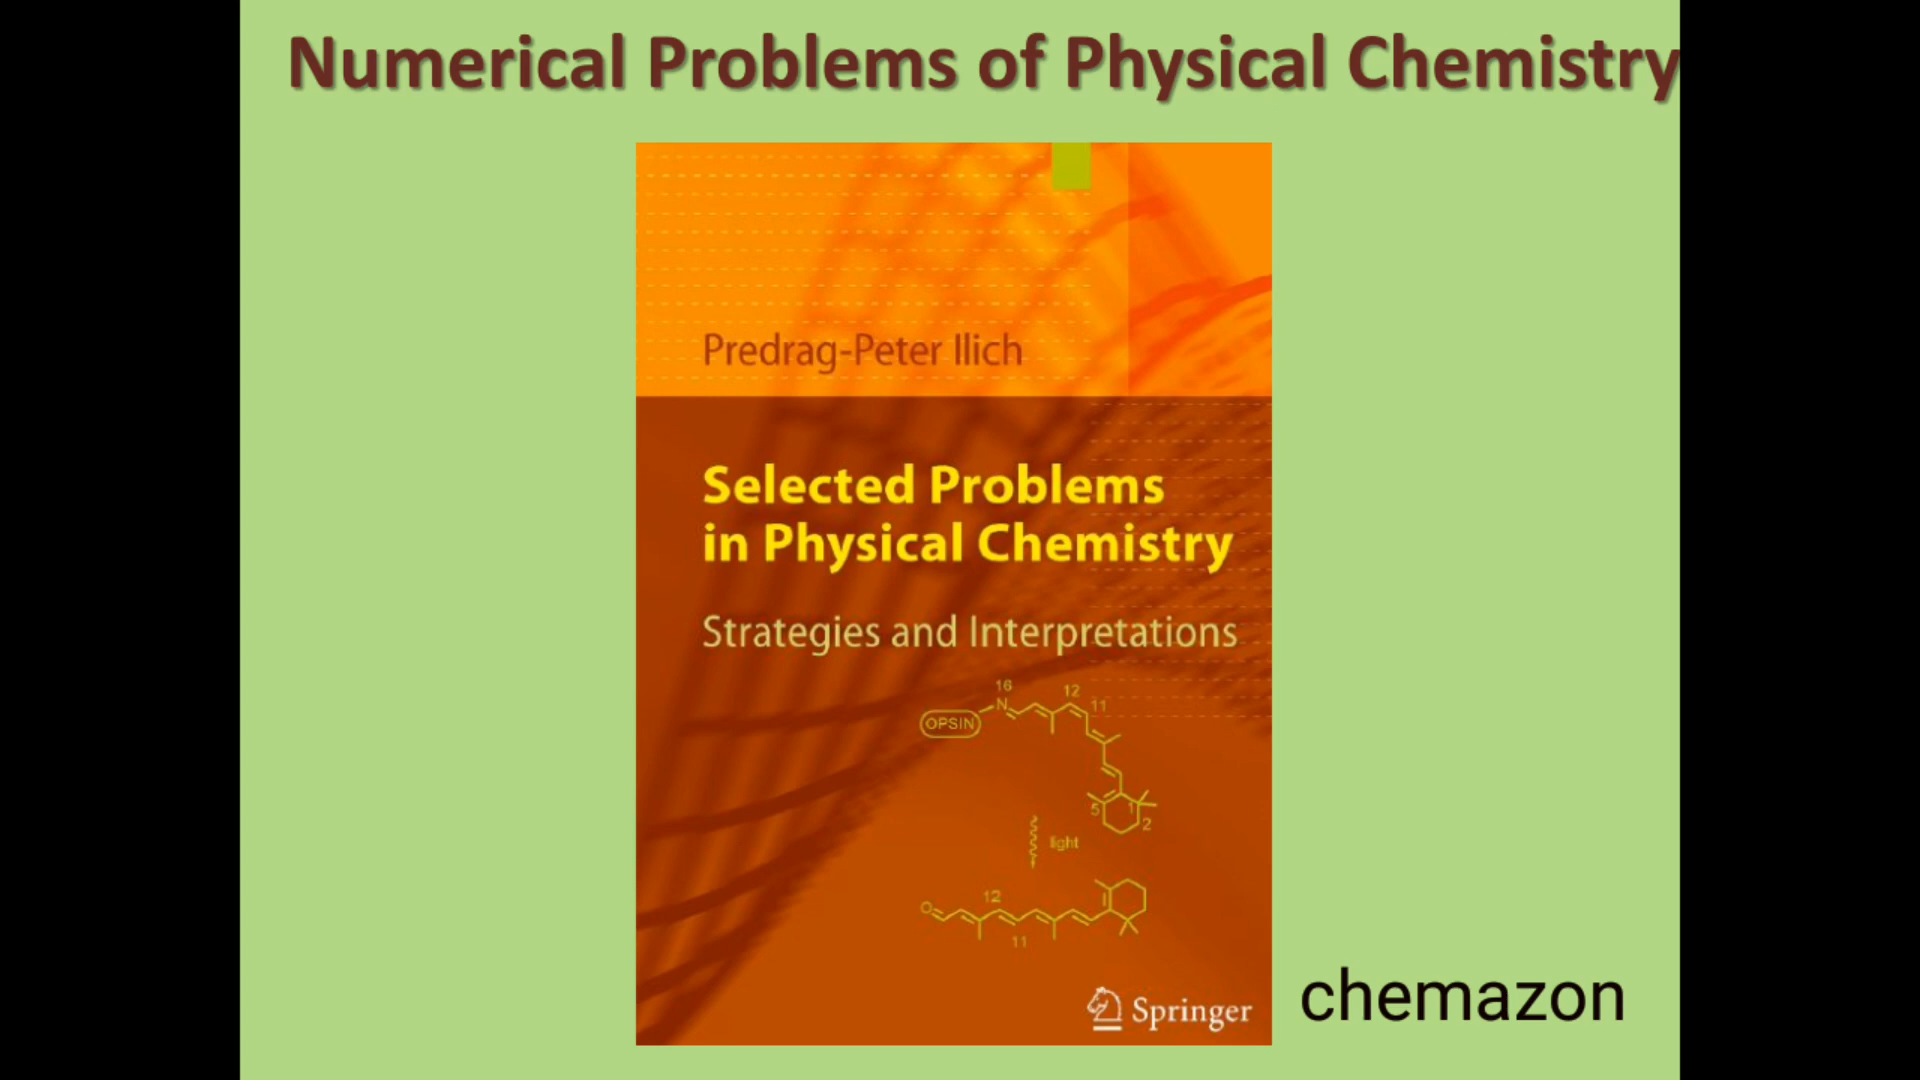 Numerical Problems of Physical Chemistry
Predrag-Peter Ilich
Selected Problems
in Physical Chemistry
Strategies and Interpretations
16
12
N
11
OPSIN
5
1
2
light
12
O
11
Springer
chemazon